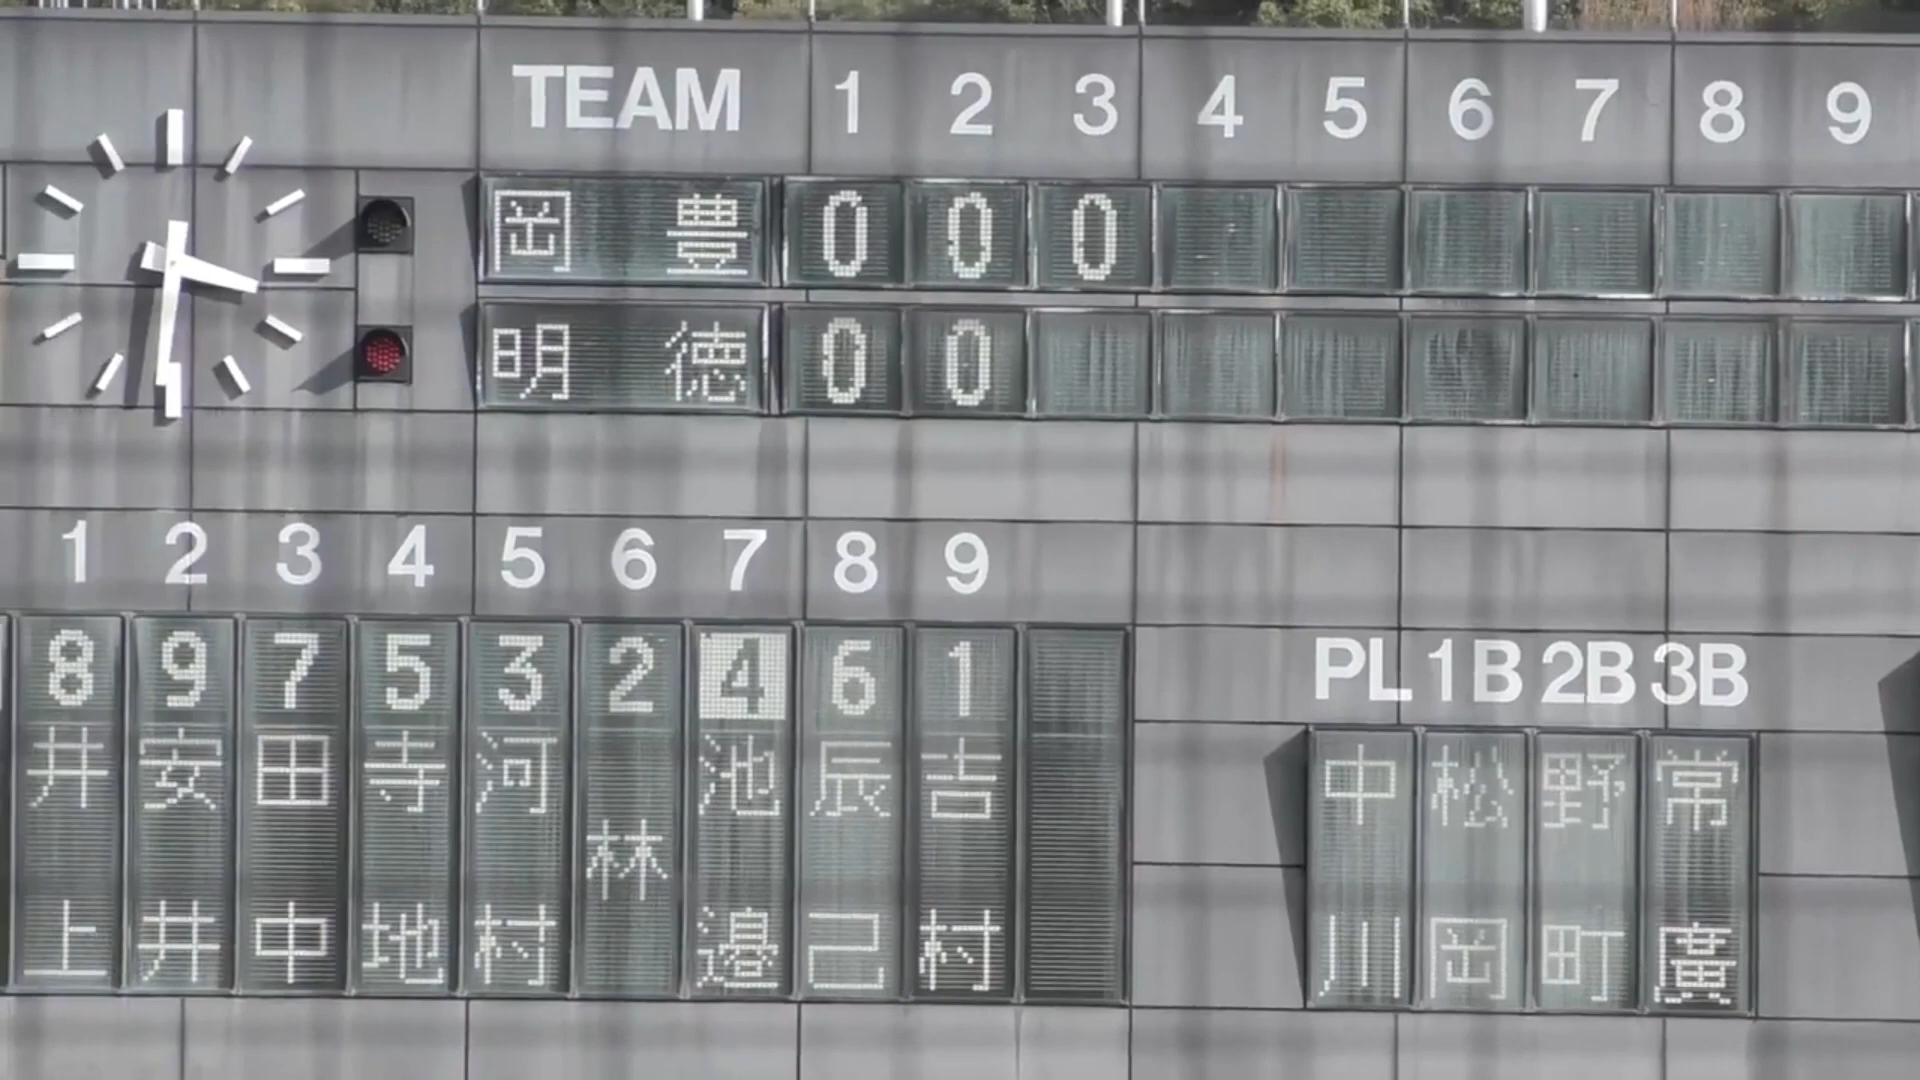 TEAM 1 2 3 4 5 6 7 8 9
岡豊 0 0 0
明徳 0 0
1 2 3 4 5 6 7 8 9
8 9 7 5 3 2 4 6 1
PL 1B 2B 3B
井上
安井
田中
寺地
河村
林
池邉
辰己
吉村
中川
松岡
野町
常廣